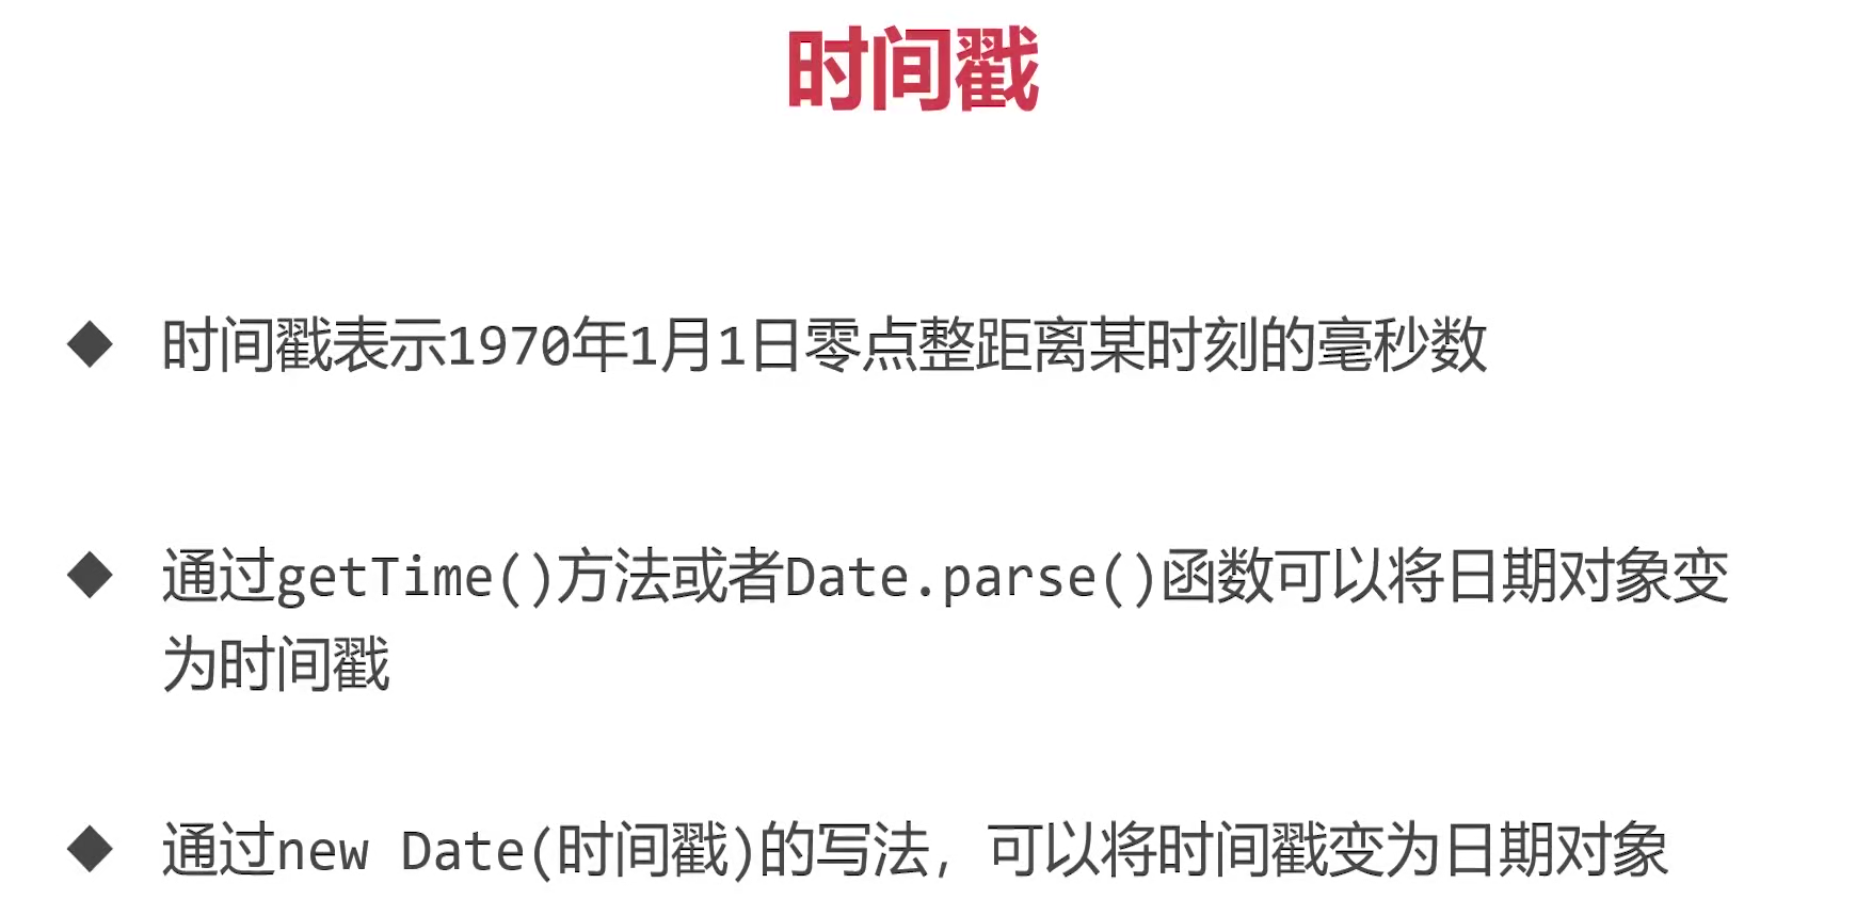 时间戳
◆ 时间戳表示1970年1月1日零点整距离某时刻的毫秒数
◆ 通过getTime()方法或者Date.parse()函数可以将日期对象变
为时间戳
◆ 通过new Date(时间戳)的写法，可以将时间戳变为日期对象